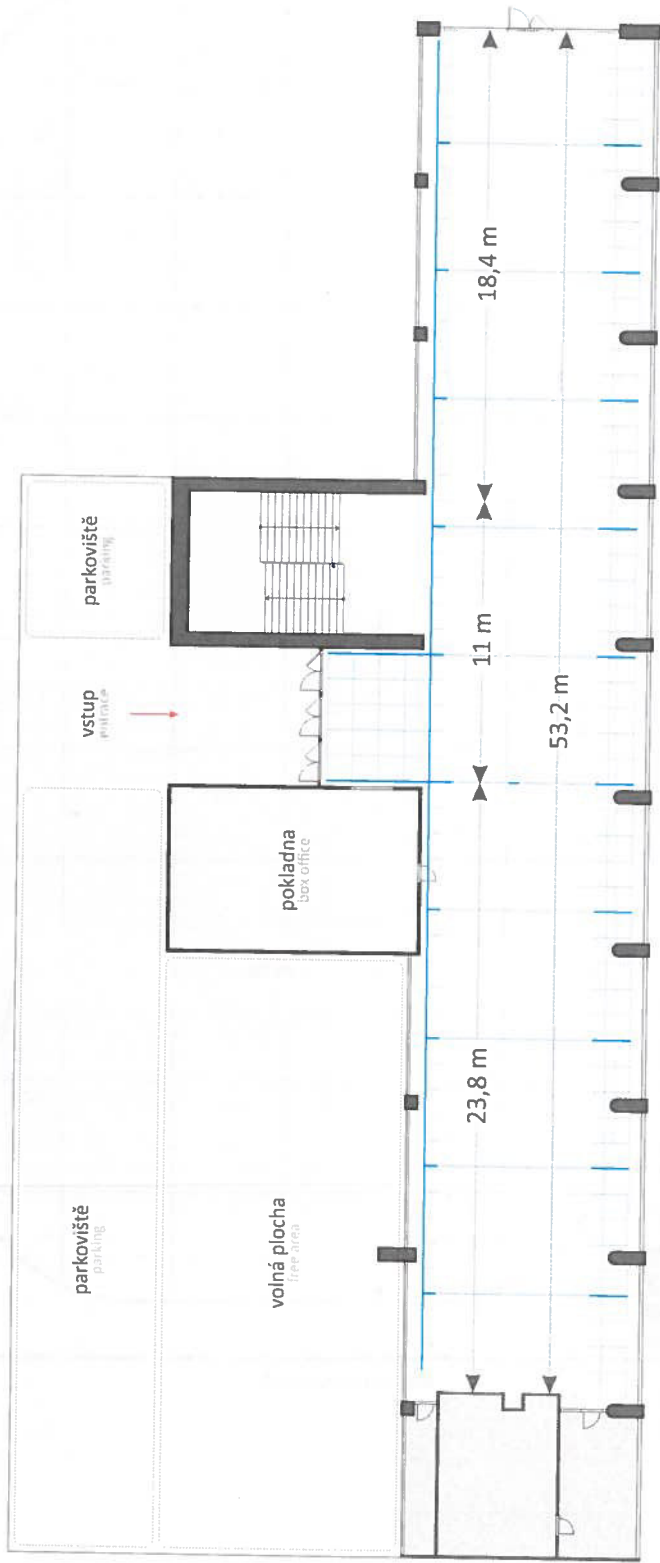 parkoviště
parking
volná plocha
free area
pokladna
box office
vstup
entrace
parkoviště
parking
23,8 m
11 m
18,4 m
53,2 m